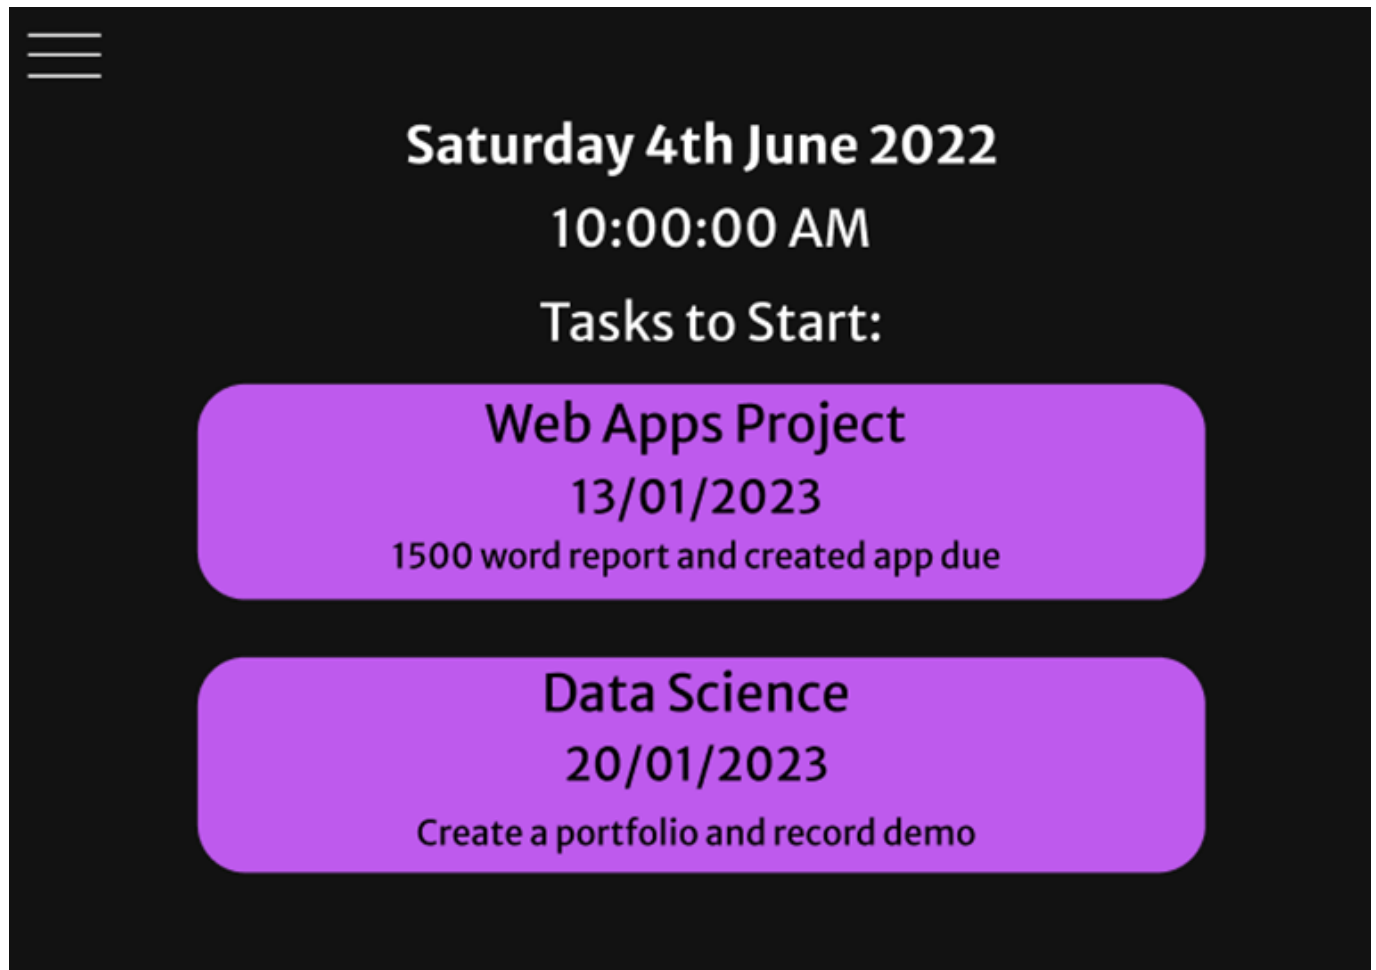 Saturday 4th June 2022
10:00:00 AM
Tasks to Start:
Web Apps Project
13/01/2023
1500 word report and created app due
Data Science
20/01/2023
Create a portfolio and record demo